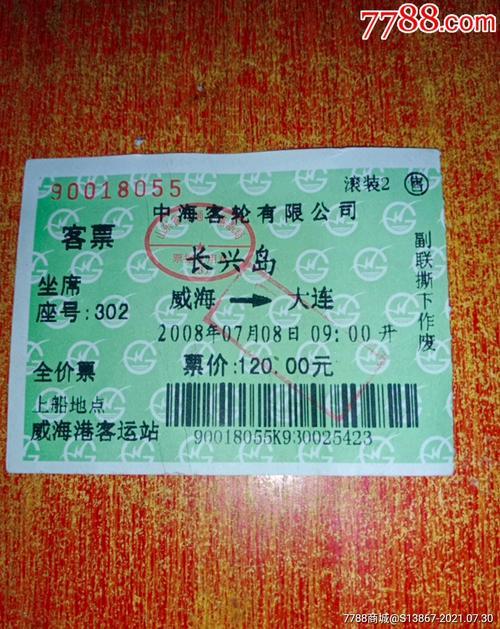 7788.com
90018055
滚装2
售
中海客轮有限公司
客票
长兴岛
坐席
座号:302
威海 → 大连
2008年07月08日 09:00 开
全价票
票价:120.00元
上船地点
威海港客运站
90018055K930025423
副联撕下作废
7788商城@S13867-2021.07.30